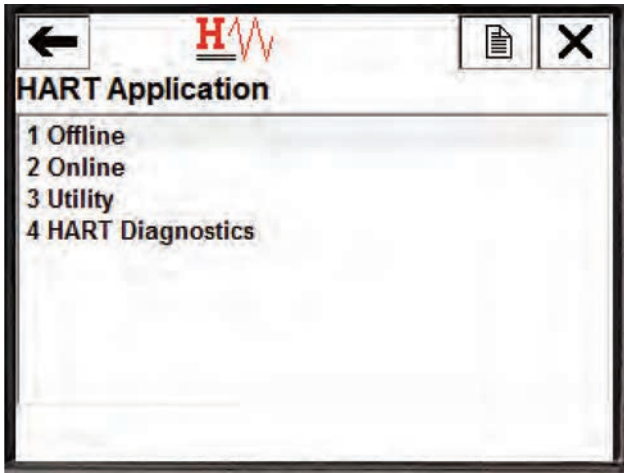 H
HART Application
1 Offline
2 Online
3 Utility
4 HART Diagnostics